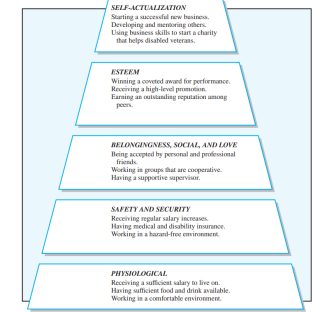 SELF-ACTUALIZATION
Starting a successful new business.
Developing and mentoring others.
Using business skills to start a charity
that helps disabled veterans.
ESTEEM
Winning a coveted award for performance.
Receiving a high-level promotion.
Earning an outstanding reputation among
peers.
BELONGINGNESS, SOCIAL, AND LOVE
Being accepted by personal and professional
friends.
Working in groups that are cooperative.
Having a supportive supervisor.
SAFETY AND SECURITY
Receiving regular salary increases.
Having medical and disability insurance.
Working in a hazard-free environment.
PHYSIOLOGICAL
Receiving a sufficient salary to live on.
Having sufficient food and drink available.
Working in a comfortable environment.